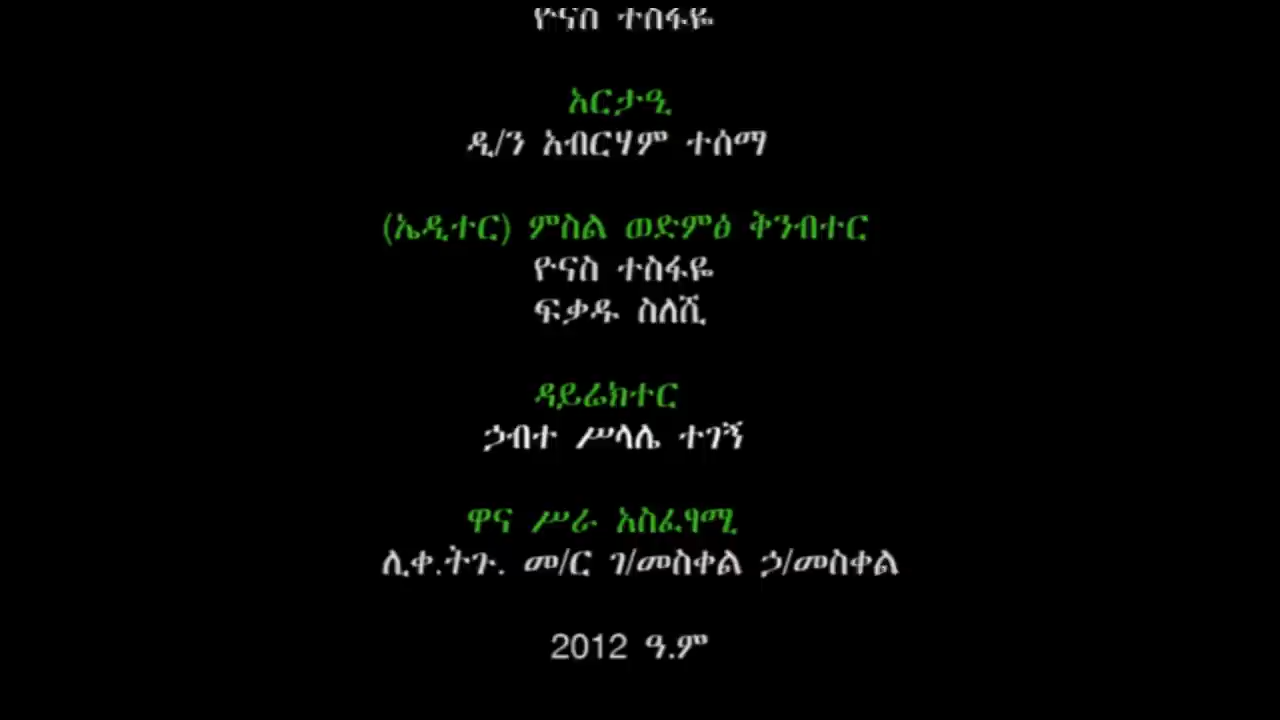 ዮናስ ተስፋዬ
አርታዒ
ዲ/ን አብርሃም ተሰማ
(ኤዲተር) ምስል ወድምፅ ቅንብተር
ዮናስ ተስፋዬ
ፍቃዱ ስለሺ
ዳይሬክተር
ኃብተ ሥላሴ ተገኝ
ዋና ሥራ አስፈፃሚ
ሊቀ.ትጉ. መ/ር ገ/መስቀል ኃ/መስቀል
2012 ዓ.ም